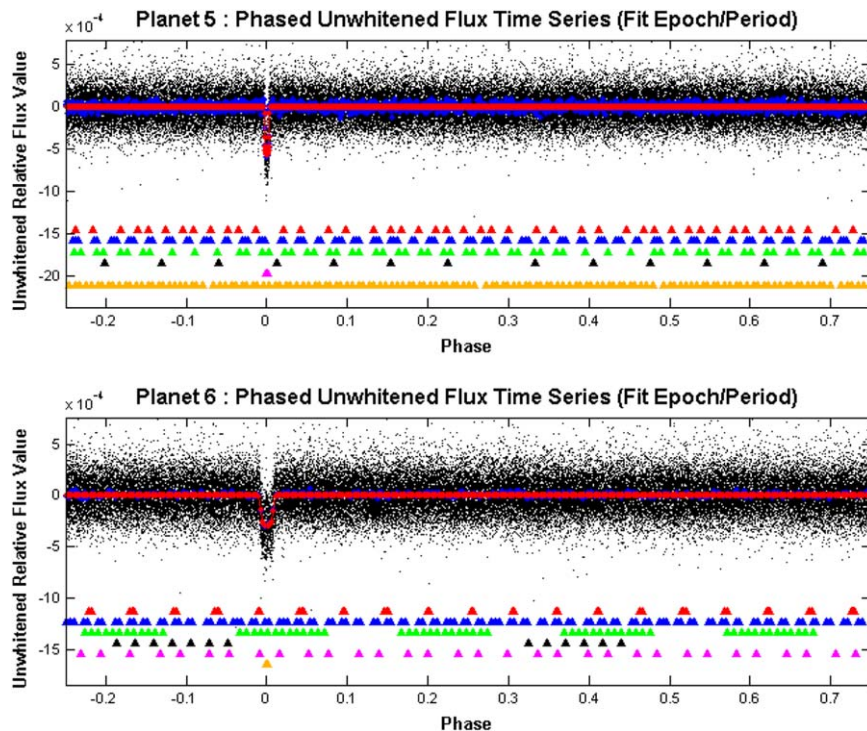 Planet 5 : Phased Unwhitened Flux Time Series (Fit Epoch/Period)
x 10⁻⁴
Unwhitened Relative Flux Value
5
0
-5
-10
-15
-20
-0.2 -0.1 0 0.1 0.2 0.3 0.4 0.5 0.6 0.7
Phase
Planet 6 : Phased Unwhitened Flux Time Series (Fit Epoch/Period)
x 10⁻⁴
Unwhitened Relative Flux Value
5
0
-5
-10
-15
-0.2 -0.1 0 0.1 0.2 0.3 0.4 0.5 0.6 0.7
Phase